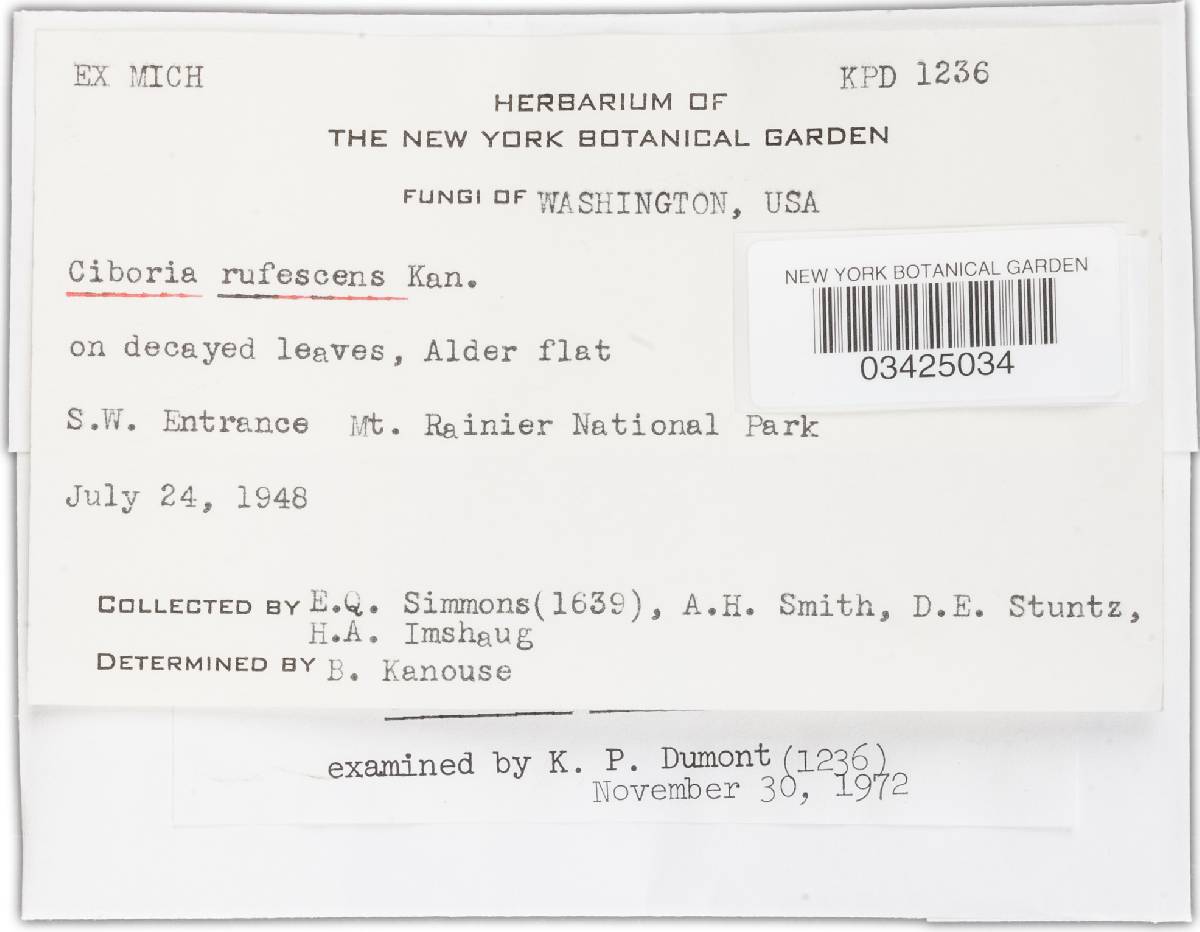 EX MICH
KPD 1236
HERBARIUM OF
THE NEW YORK BOTANICAL GARDEN
FUNGI OF WASHINGTON, USA
NEW YORK BOTANICAL GARDEN
03425034
Ciboria rufescens Kan.
on decayed leaves, Alder flat
S.W. Entrance Mt. Rainier National Park
July 24, 1948
COLLECTED BY E.Q. Simmons(1639), A.H. Smith, D.E. Stuntz,
H.A. Imshaug
DETERMINED BY B. Kanouse
examined by K. P. Dumont (1236)
November 30, 1972